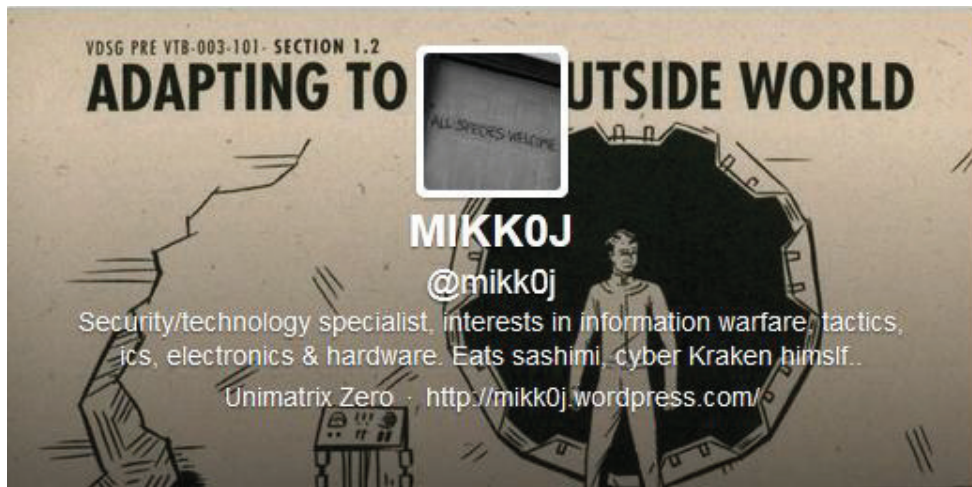 VDSG PRE VTB-003-101- SECTION 1.2
ADAPTING TO UTSIDE WORLD
ALL SPECIES WELCOME
MIKK0J
@mikk0j
Security/technology specialist, interests in information warfare, tactics,
ics, electronics & hardware. Eats sashimi, cyber Kraken himslf..
Unimatrix Zero · http://mikk0j.wordpress.com/